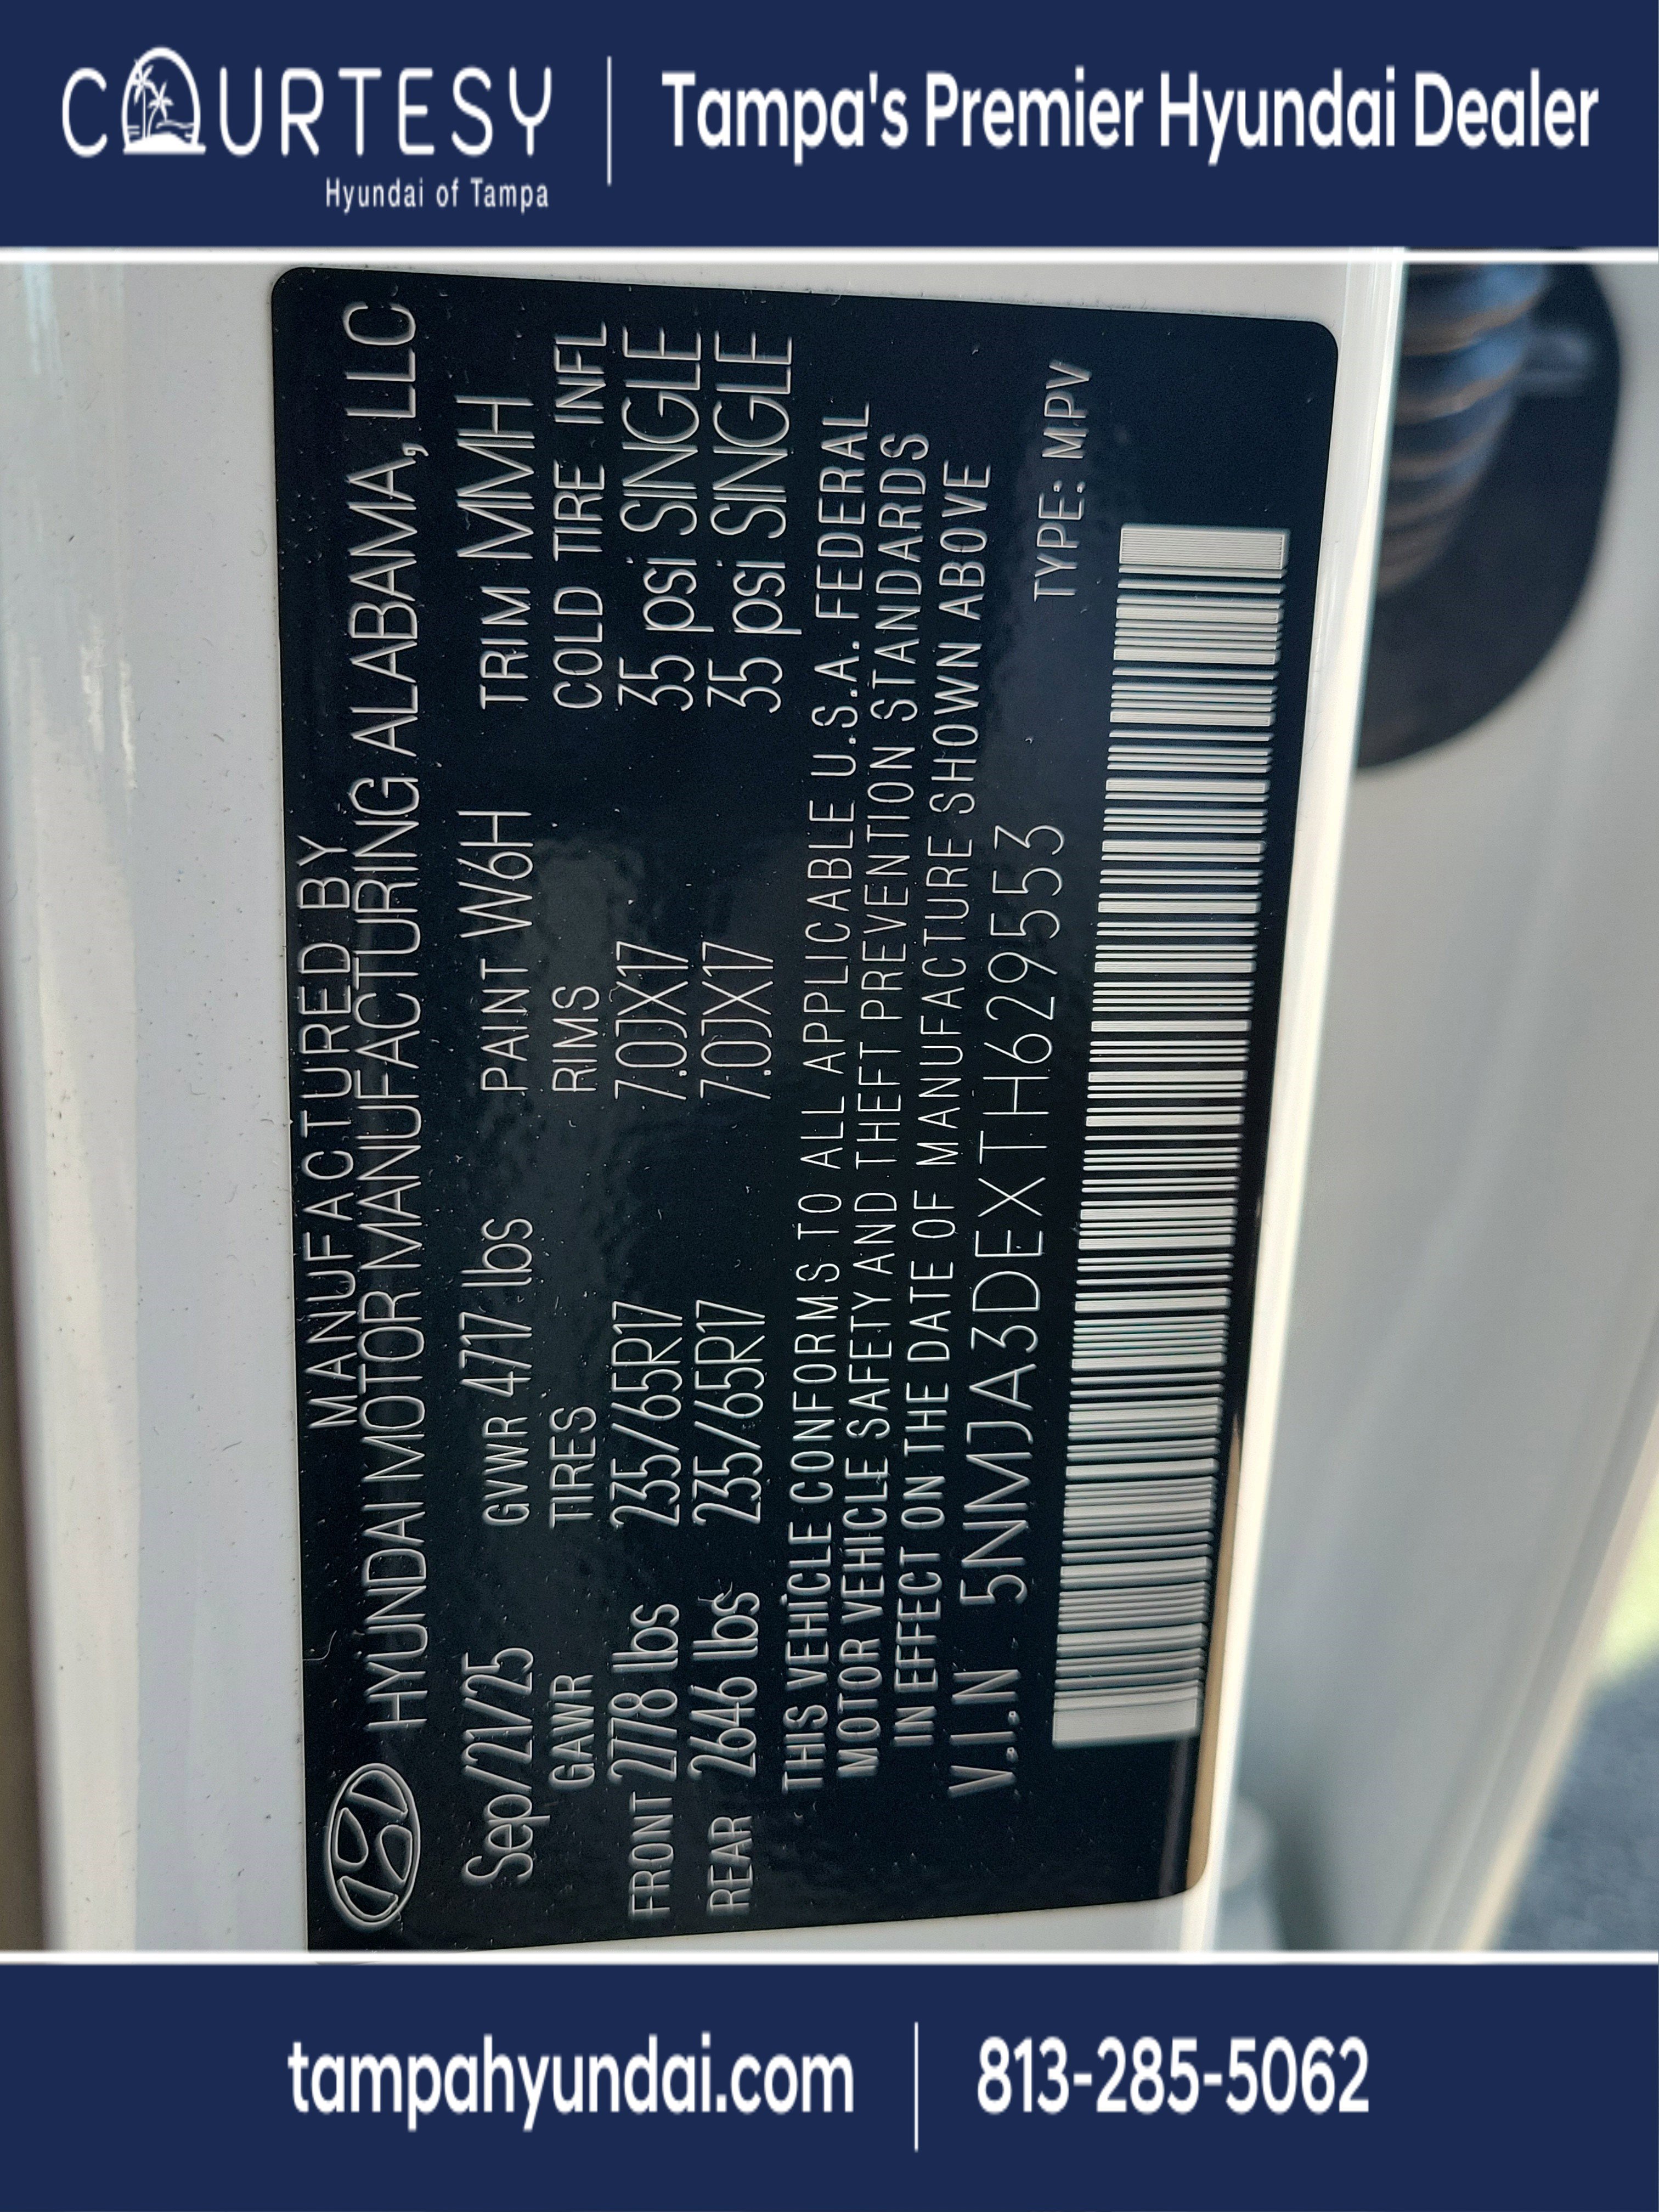 COURTESY
Hyundai of Tampa
Tampa's Premier Hyundai Dealer
MANUFACTURED BY
HYUNDAI MOTOR MANUFACTURING ALABAMA, LLC
Sep/21/25 GVWR 4717 lbs PAINT W6H TRIM MMH
GAWR TIRES RIMS COLD TIRE INFL
FRONT 2778 lbs 235/65R17 7.0JX17 35 psi SINGLE
REAR 2646 lbs 235/65R17 7.0JX17 35 psi SINGLE
THIS VEHICLE CONFORMS TO ALL APPLICABLE U.S.A. FEDERAL
MOTOR VEHICLE SAFETY AND THEFT PREVENTION STANDARDS
IN EFFECT ON THE DATE OF MANUFACTURE SHOWN ABOVE
V.I.N 5NMJA3DEXTH629553
TYPE: MPV
tampahyundai.com
813-285-5062